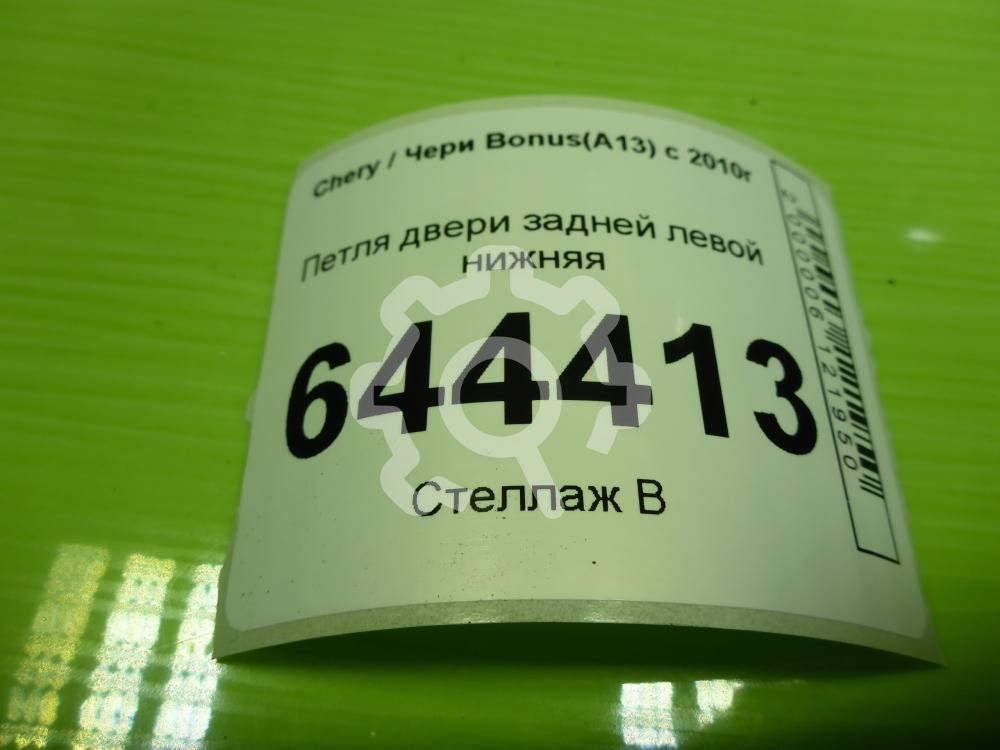 Chery / Чери Bonus(A13) с 2010г
Петля двери задней левой
нижняя
644413
Стеллаж В
2000006121950